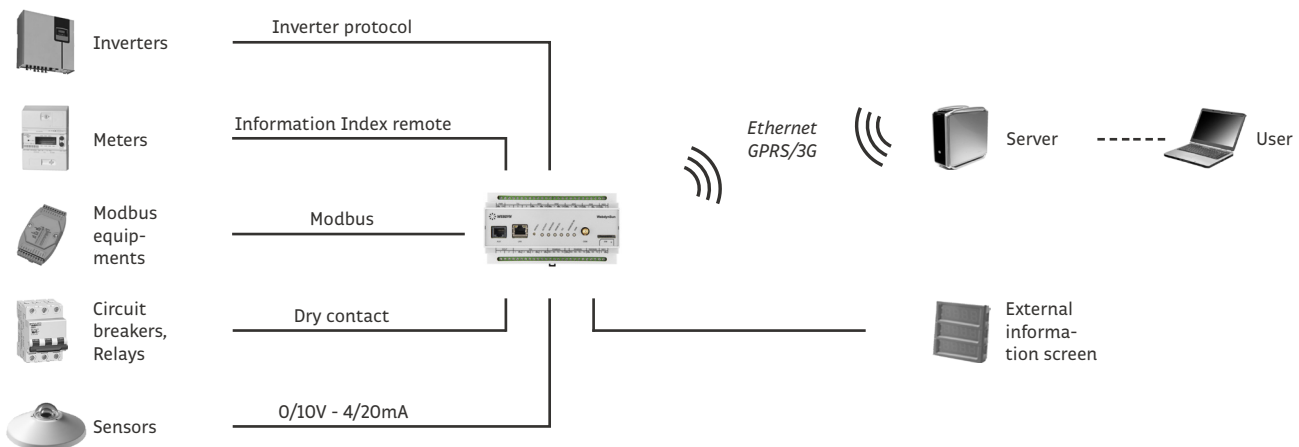 Inverter protocol
Inverters
Information Index remote
Meters
Ethernet
GPRS/3G
Server
User
Modbus
equip-
ments
Modbus
Circuit
breakers,
Relays
Dry contact
External
informa-
tion screen
0/10V - 4/20mA
Sensors